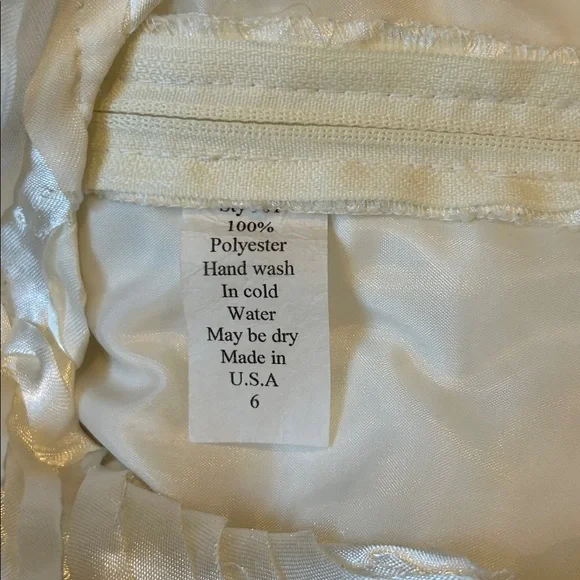 100%
Polyester
Hand wash
In cold
Water
May be dry
Made in
U.S.A
6